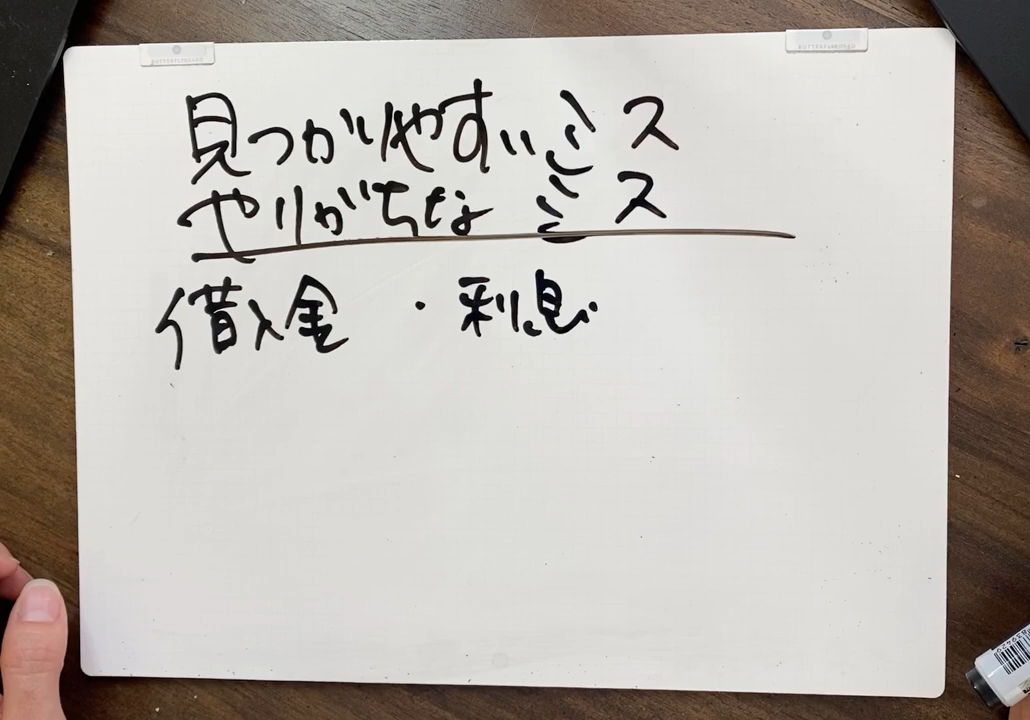 見つかりやすいミス
やりがちなミス
借入金 ・利息